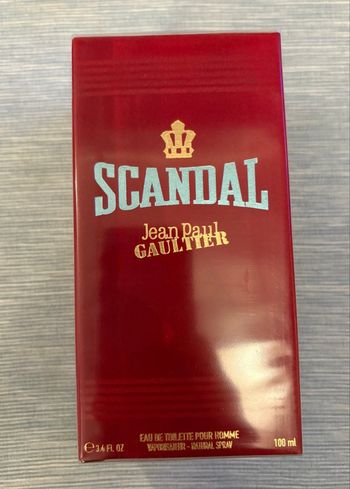 SCANDAL
Jean Paul
GAULTIER
EAU DE TOILETTE POUR HOMME
℮ 3.4 FL. OZ VAPORISATEUR - NATURAL SPRAY 100 ml